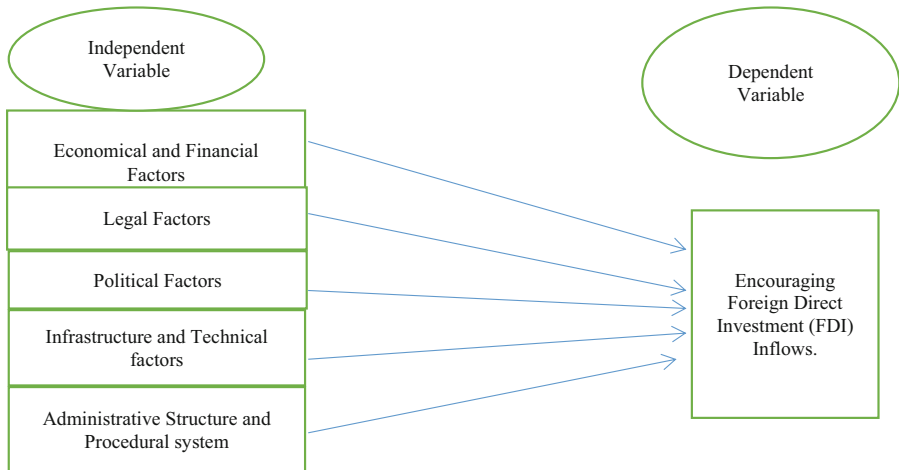 Independent
Variable
Dependent
Variable
Economical and Financial
Factors
Legal Factors
Political Factors
Infrastructure and Technical
factors
Administrative Structure and
Procedural system
Encouraging
Foreign Direct
Investment (FDI)
Inflows.